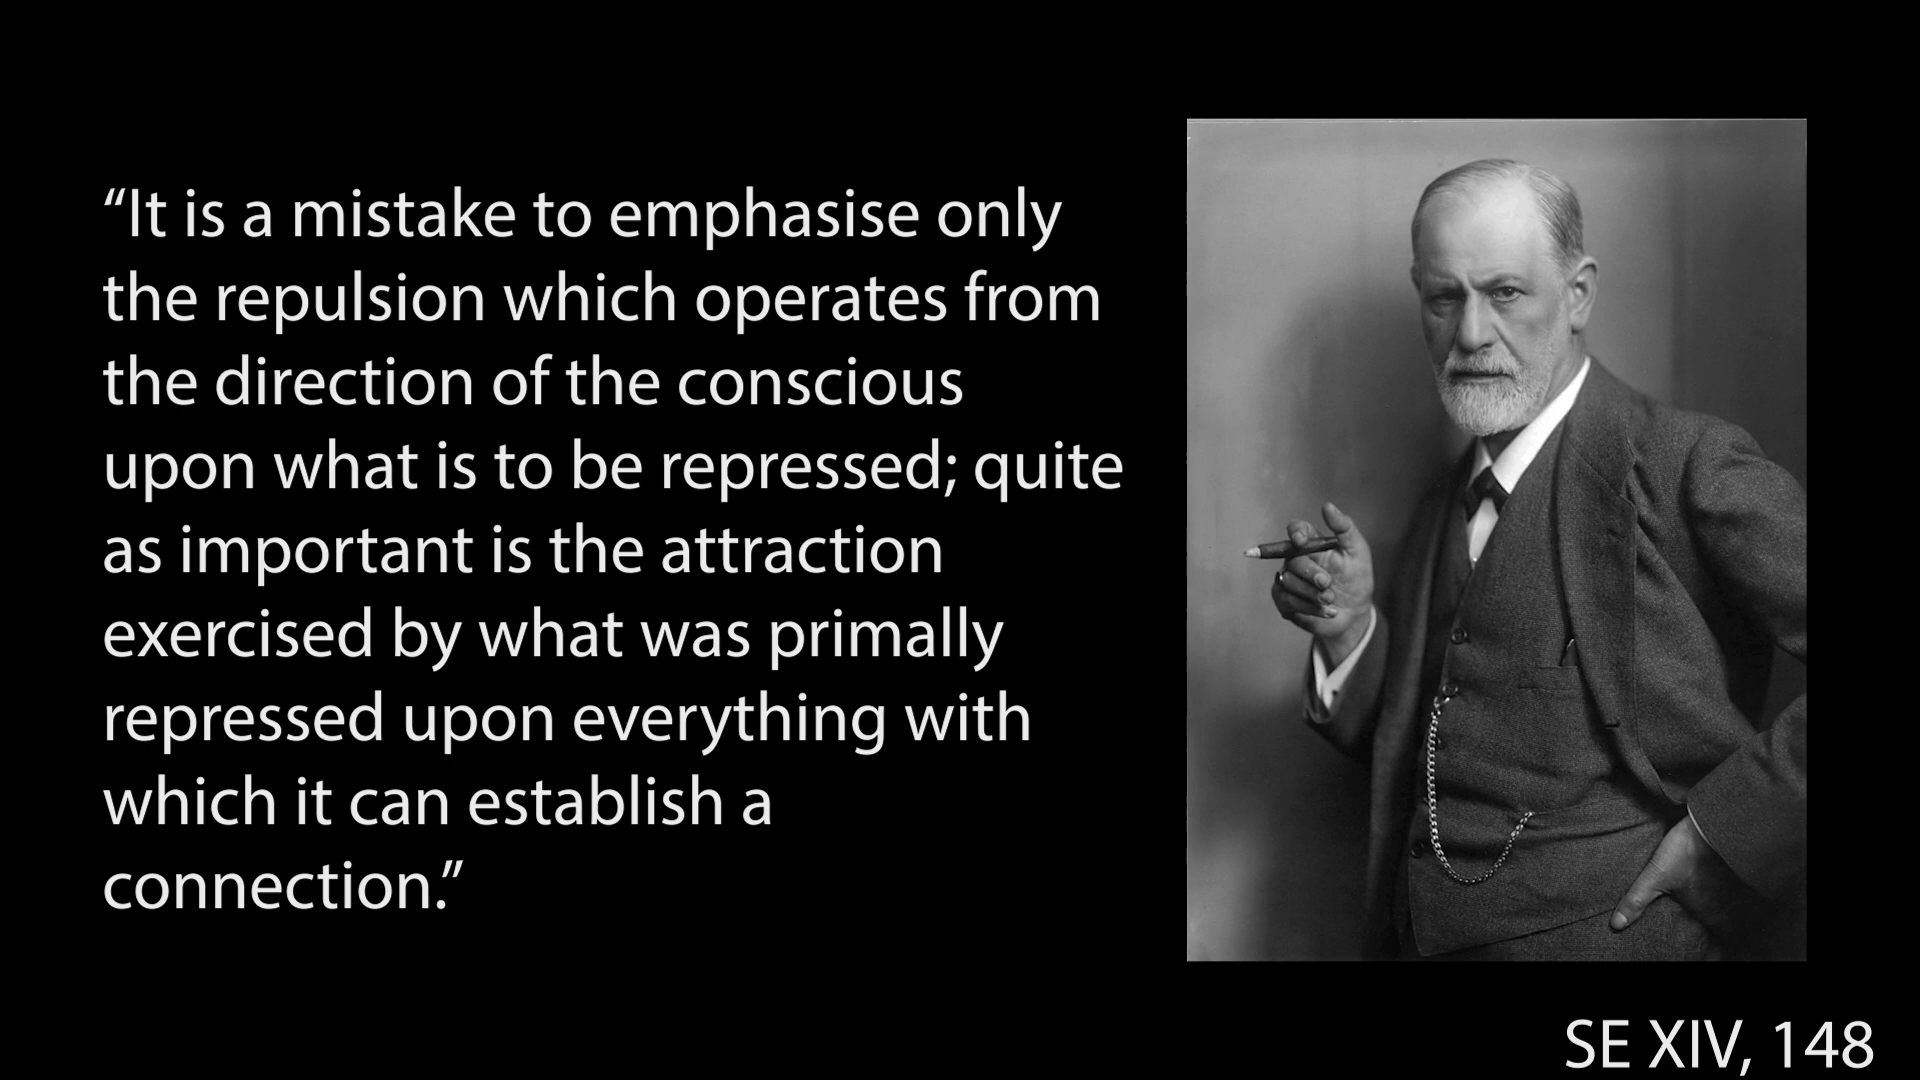 “It is a mistake to emphasise only
the repulsion which operates from
the direction of the conscious
upon what is to be repressed; quite
as important is the attraction
exercised by what was primally
repressed upon everything with
which it can establish a
connection.”
SE XIV, 148